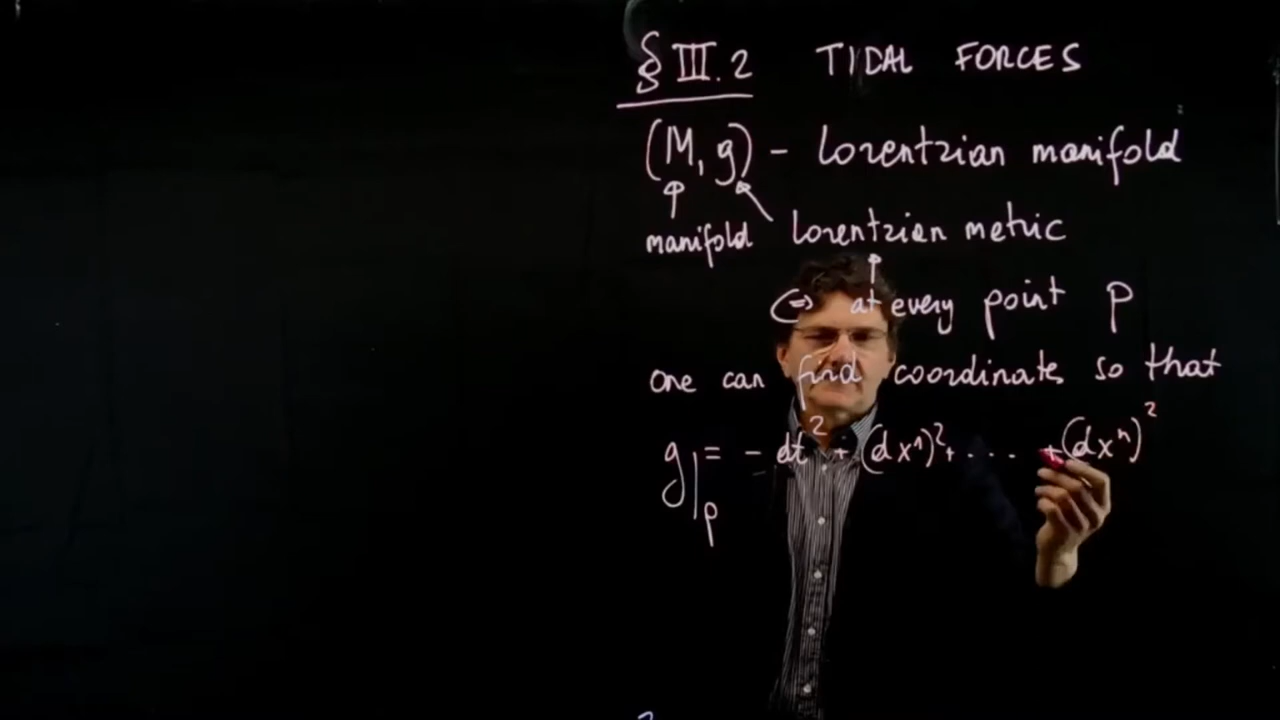 § III.2 TIDAL FORCES
(M, g) - Lorentzian manifold
manifold Lorentzian metric
(⇔) at every point p
one can find coordinates so that
g|p = - dt² + (dx¹)² + ... + (dxⁿ)²